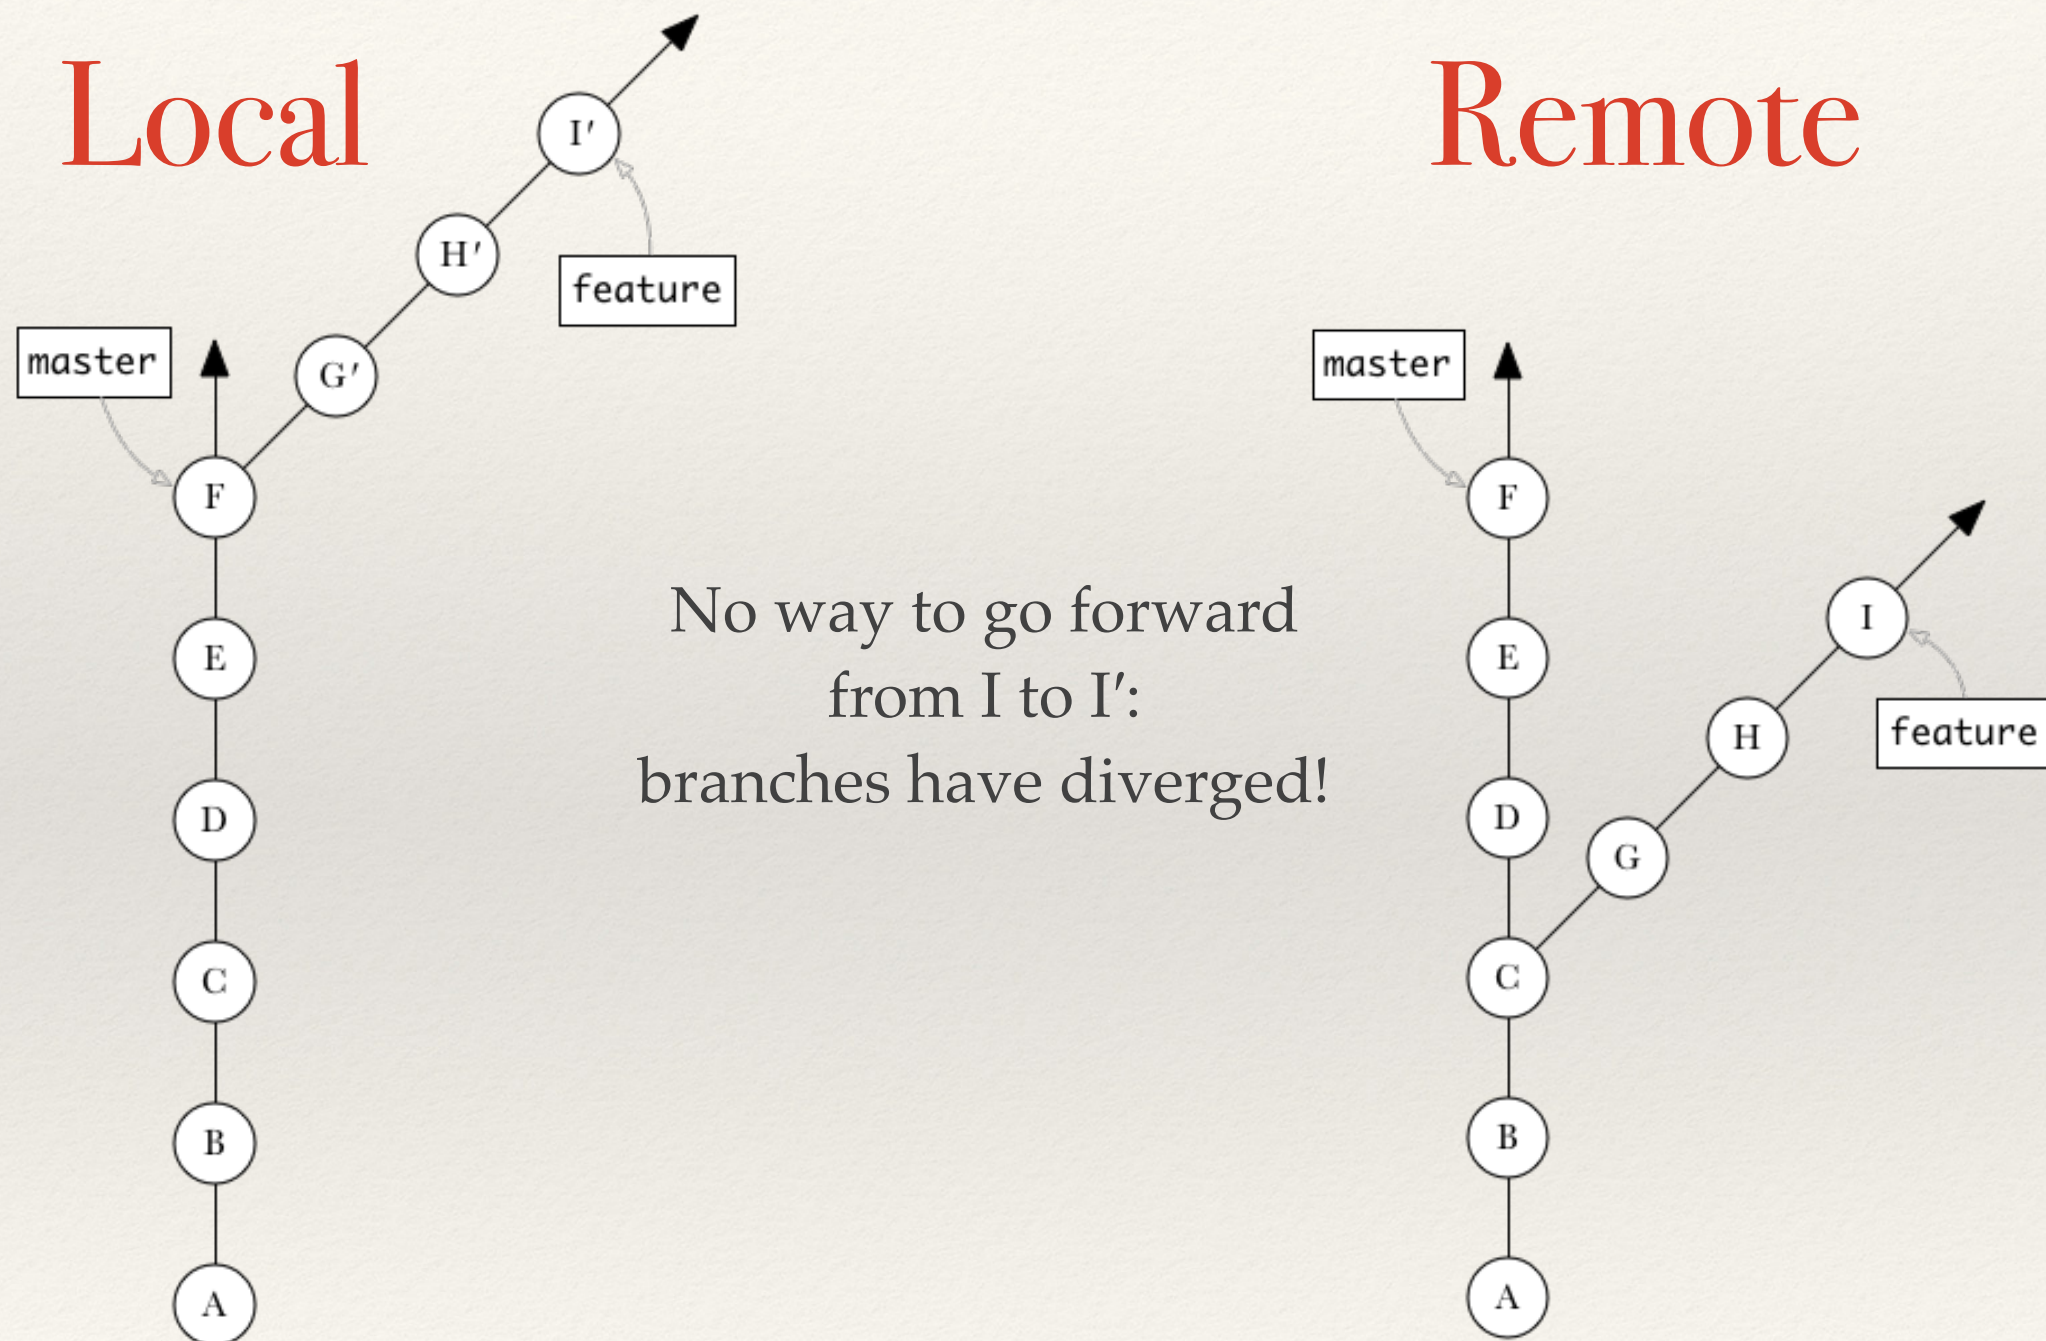 Local
Remote
I′
H′
feature
master
G′
F
E
D
C
B
A
No way to go forward
from I to I′:
branches have diverged!
master
F
I
E
feature
H
D
G
C
B
A